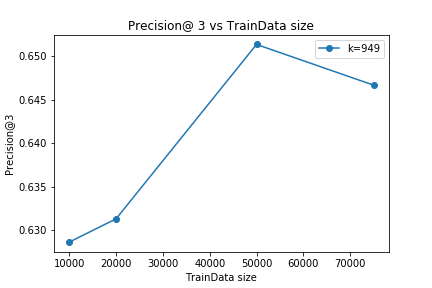 Precision@ 3 vs TrainData size
k=949
Precision@3
0.650
0.645
0.640
0.635
0.630
10000 20000 30000 40000 50000 60000 70000
TrainData size